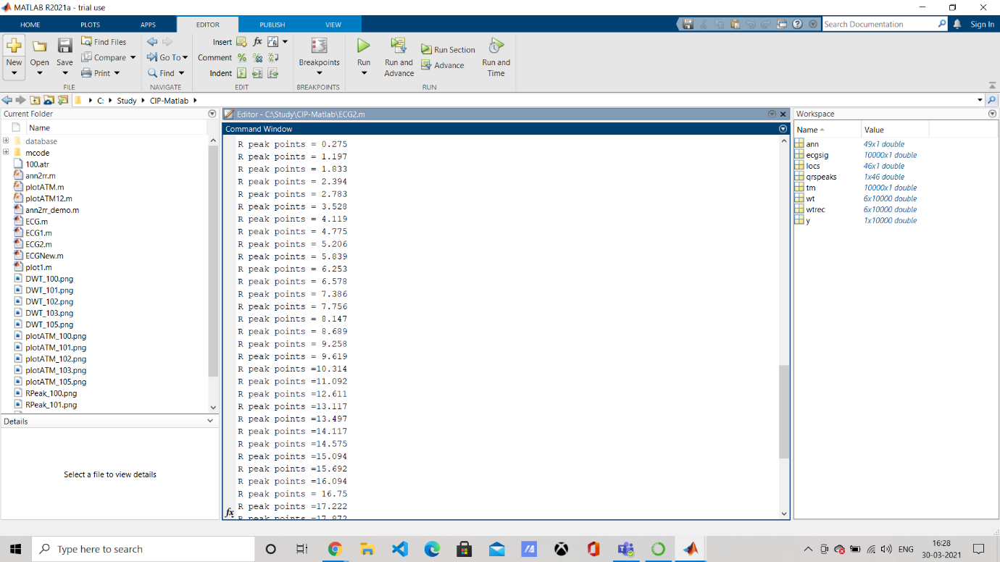 MATLAB R2021a - trial use
HOME PLOTS APPS EDITOR PUBLISH VIEW
Search Documentation
Sign In
New
Open
Save
Find Files
Compare
Print
FILE
Go To
Find
NAVIGATE
Insert fx
Comment
Indent
EDIT
Breakpoints
BREAKPOINTS
Run
Run and Advance
Run Section
Advance
Run and Time
RUN
C: Study CIP-Matlab
Current Folder
Name
database
mcode
100.atr
ann2rr.m
plotATM.m
plotATM12.m
ann2rr_demo.m
ECG.m
ECG1.m
ECG2.m
ECGNew.m
plot1.m
DWT_100.png
DWT_101.png
DWT_102.png
DWT_103.png
DWT_105.png
plotATM_100.png
plotATM_101.png
plotATM_102.png
plotATM_103.png
plotATM_105.png
RPeak_100.png
RPeak_101.png
Details
Select a file to view details
Editor - C:\Study\CIP-Matlab\ECG2.m
Command Window
R peak points = 0.275
R peak points = 1.197
R peak points = 1.833
R peak points = 2.394
R peak points = 2.783
R peak points = 3.528
R peak points = 4.119
R peak points = 4.775
R peak points = 5.206
R peak points = 5.839
R peak points = 6.253
R peak points = 6.578
R peak points = 7.386
R peak points = 7.756
R peak points = 8.147
R peak points = 8.689
R peak points = 9.258
R peak points = 9.619
R peak points =10.314
R peak points =11.092
R peak points =12.611
R peak points =13.117
R peak points =13.497
R peak points =14.117
R peak points =14.575
R peak points =15.094
R peak points =15.692
R peak points =16.094
R peak points = 16.75
R peak points =17.222
R peak points =17.872
fx
Workspace
Name Value
ann 49x1 double
ecgsig 10000x1 double
locs 46x1 double
qrspeaks 1x46 double
tm 10000x1 double
wt 6x10000 double
wtrec 6x10000 double
y 1x10000 double
Type here to search
ENG
16:28
30-03-2021